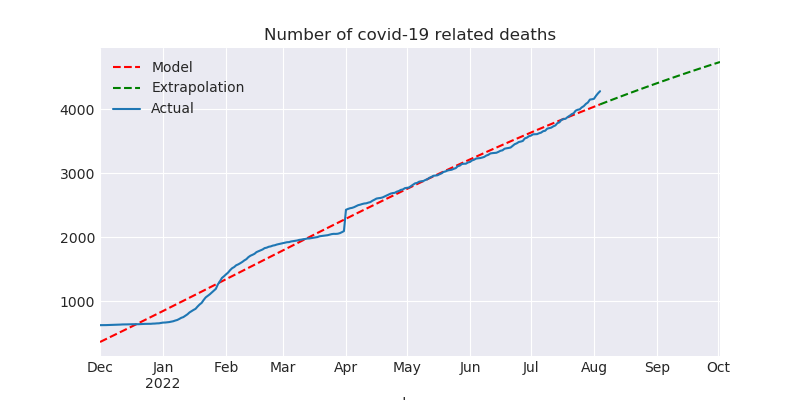 Number of covid-19 related deaths
Model
Extrapolation
Actual
4000
3000
2000
1000
Dec Jan Feb Mar Apr May Jun Jul Aug Sep Oct
2022